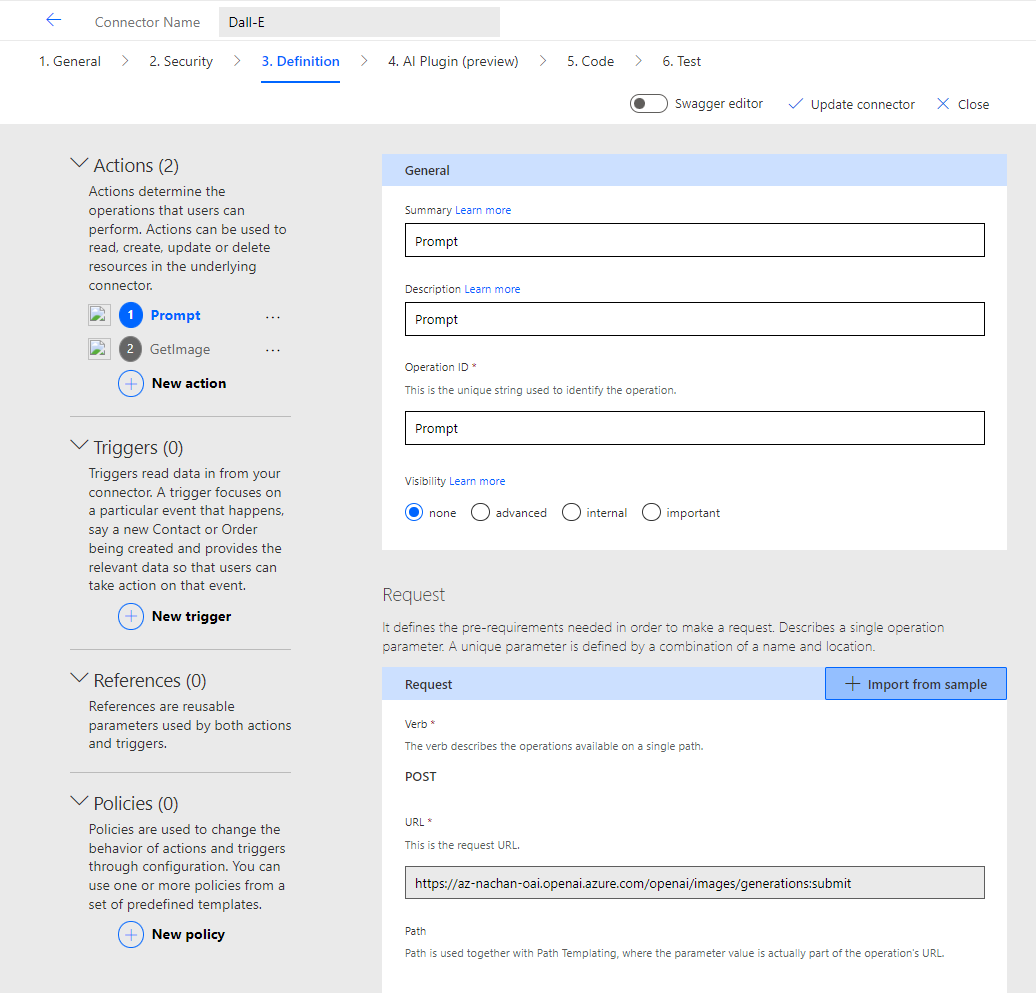 Connector Name
Dall-E
1. General
2. Security
3. Definition
4. AI Plugin (preview)
5. Code
6. Test
Swagger editor
Update connector
Close
Actions (2)
Actions determine the
operations that users can
perform. Actions can be used to
read, create, update or delete
resources in the underlying
connector.
1 Prompt ...
2 GetImage ...
New action
Triggers (0)
Triggers read data in from your
connector. A trigger focuses on
a particular event that happens,
say a new Contact or Order
being created and provides the
relevant data so that users can
take action on that event.
New trigger
References (0)
References are reusable
parameters used by both actions
and triggers.
Policies (0)
Policies are used to change the
behavior of actions and triggers
through configuration. You can
use one or more policies from a
set of predefined templates.
New policy
General
Summary Learn more
Prompt
Description Learn more
Prompt
Operation ID *
This is the unique string used to identify the operation.
Prompt
Visibility Learn more
none advanced internal important
Request
It defines the pre-requirements needed in order to make a request. Describes a single operation
parameter. A unique parameter is defined by a combination of a name and location.
Request
Import from sample
Verb *
The verb describes the operations available on a single path.
POST
URL *
This is the request URL.
https://az-nachan-oai.openai.azure.com/openai/images/generations:submit
Path
Path is used together with Path Templating, where the parameter value is actually part of the operation's URL.